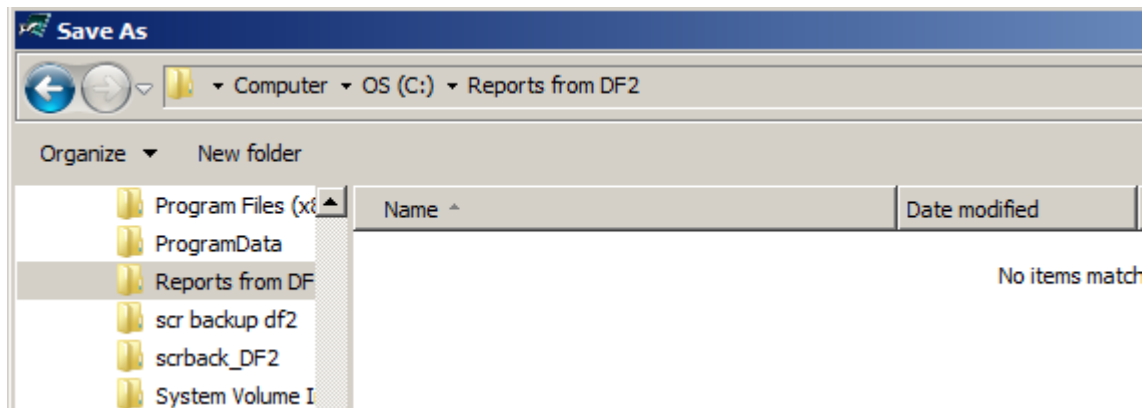 Save As
Computer OS (C:) Reports from DF2
Organize New folder
Program Files (x8
Name Date modified
ProgramData
Reports from DF
No items match
scr backup df2
scrback_DF2
System Volume I